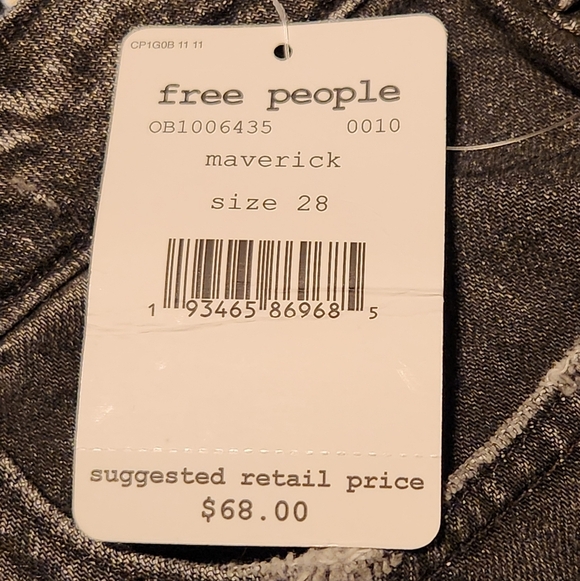 CP1G0B 11 11
free people
OB1006435 0010
maverick
size 28
1 93465 86968 5
suggested retail price
$68.00